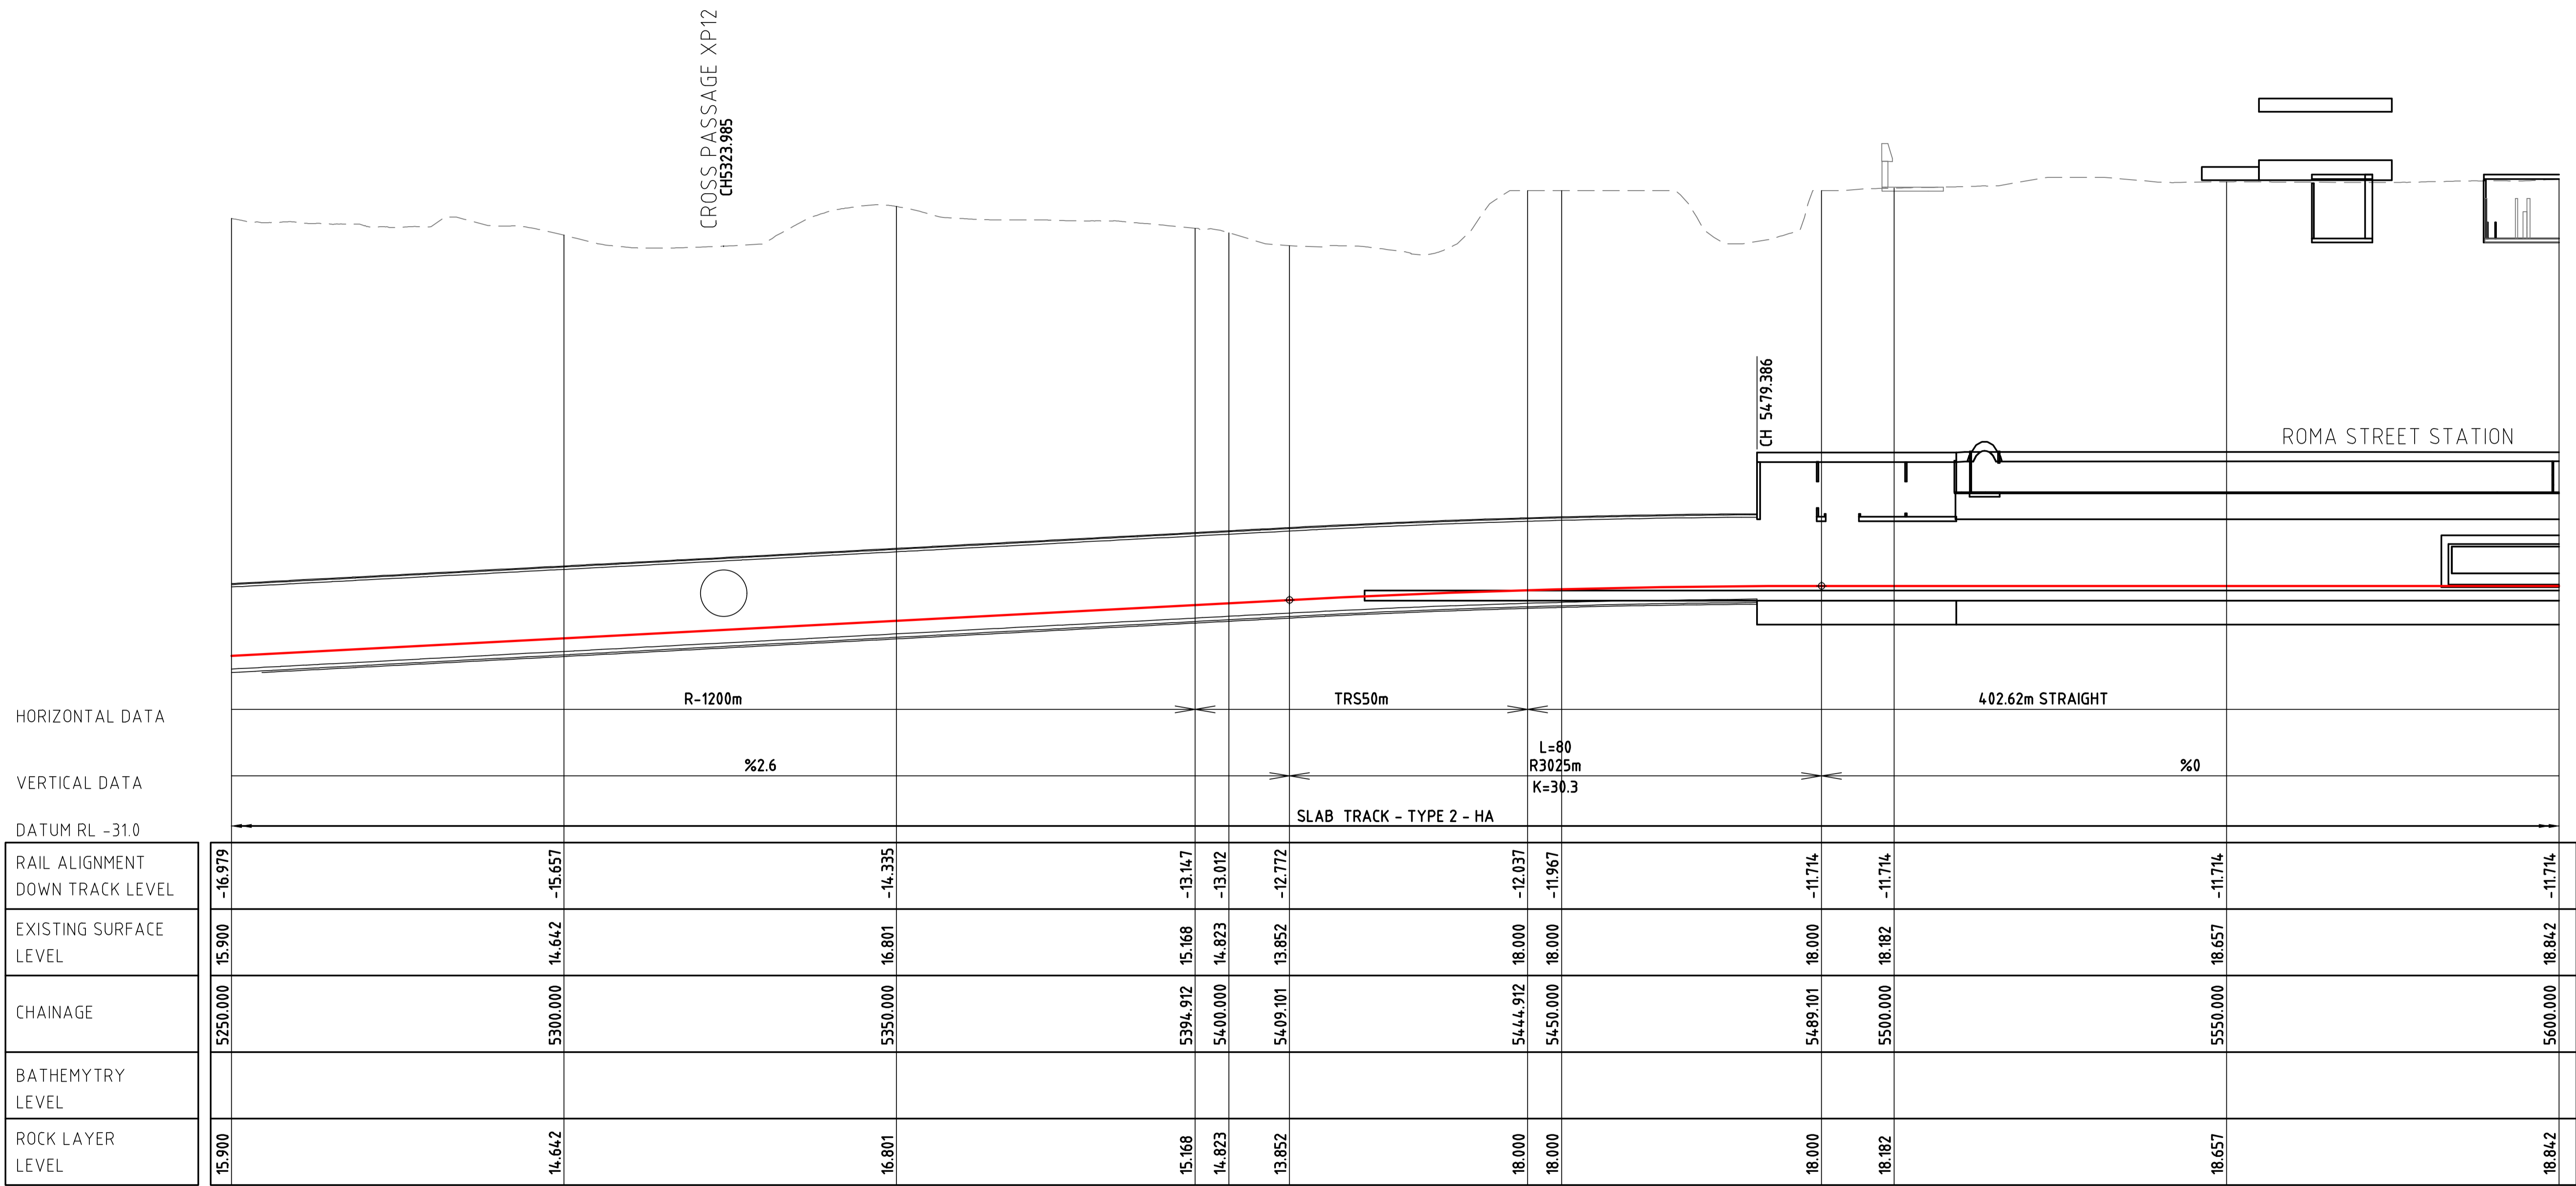 CROSS PASSAGE XP12
CH5323.985
CH 5479.386
ROMA STREET STATION
HORIZONTAL DATA
R-1200m
TRS50m
402.62m STRAIGHT
VERTICAL DATA
%2.6
L=80
R3025m
K=30.3
%0
DATUM RL -31.0
SLAB TRACK - TYPE 2 - HA
RAIL ALIGNMENT
DOWN TRACK LEVEL
-16.979 -15.657 -14.335 -13.147 -13.012 -12.772 -12.037 -11.967 -11.714 -11.714 -11.714 -11.714
EXISTING SURFACE
LEVEL
15.900 14.642 16.801 15.168 14.823 13.852 18.000 18.000 18.000 18.182 18.657 18.842
CHAINAGE
5250.000 5300.000 5350.000 5394.912 5400.000 5409.101 5444.912 5450.000 5489.101 5500.000 5550.000 5600.000
BATHEMYTRY
LEVEL
ROCK LAYER
LEVEL
15.900 14.642 16.801 15.168 14.823 13.852 18.000 18.000 18.000 18.182 18.657 18.842